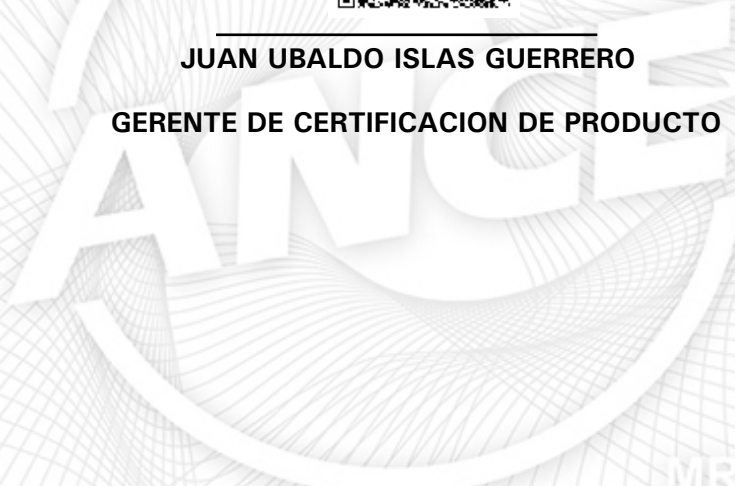 JUAN UBALDO ISLAS GUERRERO
GERENTE DE CERTIFICACION DE PRODUCTO
ANCE
MR